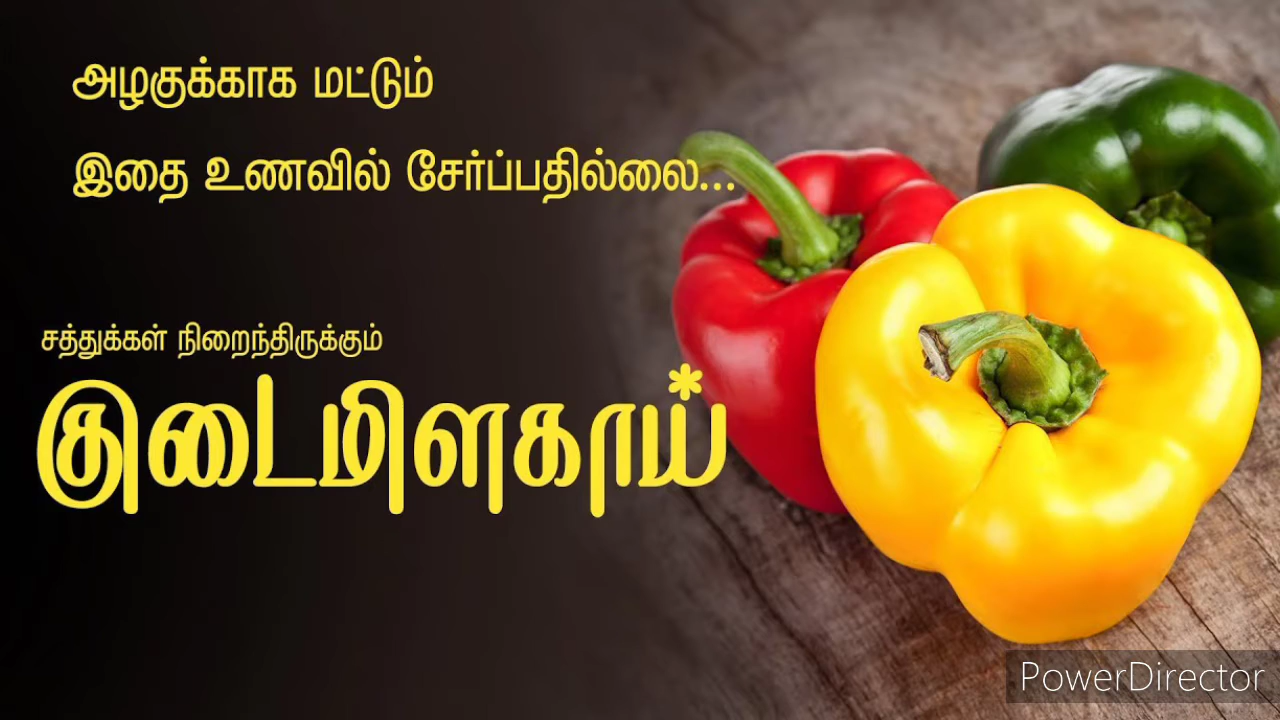 அழகுக்காக மட்டும்
இதை உணவில் சேர்ப்பதில்லை...
சத்துக்கள் நிறைந்திருக்கும்
குடைமிளகாய்
PowerDirector